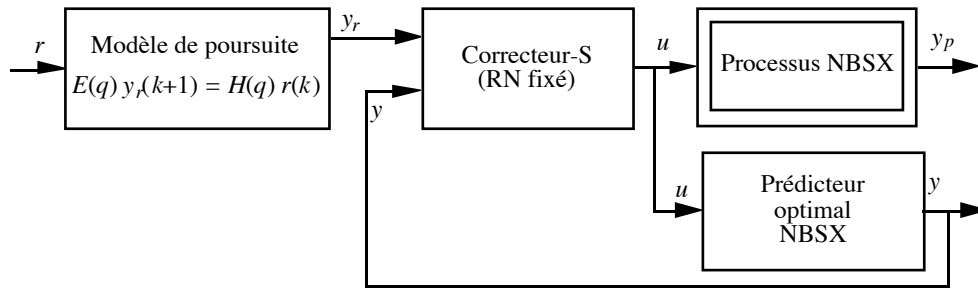 r
Modèle de poursuite
E(q) y_r(k+1) = H(q) r(k)
y_r
y
Correcteur-S
(RN fixé)
u
Processus NBSX
y_p
u
Prédicteur
optimal
NBSX
y